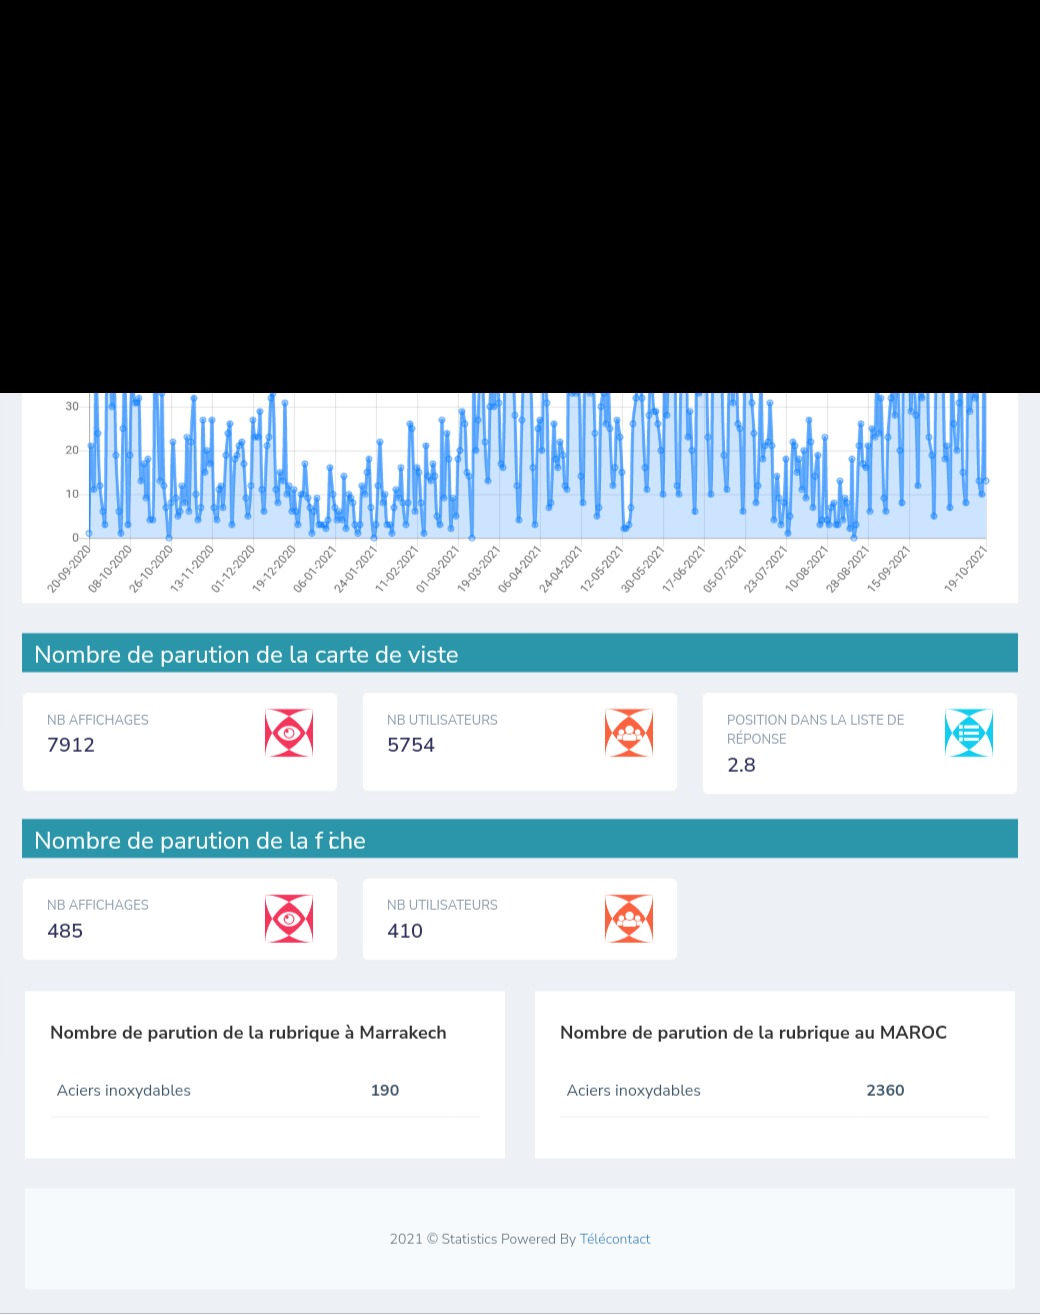 30
20
10
0
20-09-2020
08-10-2020
26-10-2020
13-11-2020
01-12-2020
19-12-2020
06-01-2021
24-01-2021
11-02-2021
01-03-2021
19-03-2021
06-04-2021
24-04-2021
12-05-2021
30-05-2021
17-06-2021
05-07-2021
23-07-2021
10-08-2021
28-08-2021
15-09-2021
19-10-2021
Nombre de parution de la carte de viste
NB AFFICHAGES
7912
NB UTILISATEURS
5754
POSITION DANS LA LISTE DE
RÉPONSE
2.8
Nombre de parution de la fiche
NB AFFICHAGES
485
NB UTILISATEURS
410
Nombre de parution de la rubrique à Marrakech
Aciers inoxydables 190
Nombre de parution de la rubrique au MAROC
Aciers inoxydables 2360
2021 © Statistics Powered By Télécontact